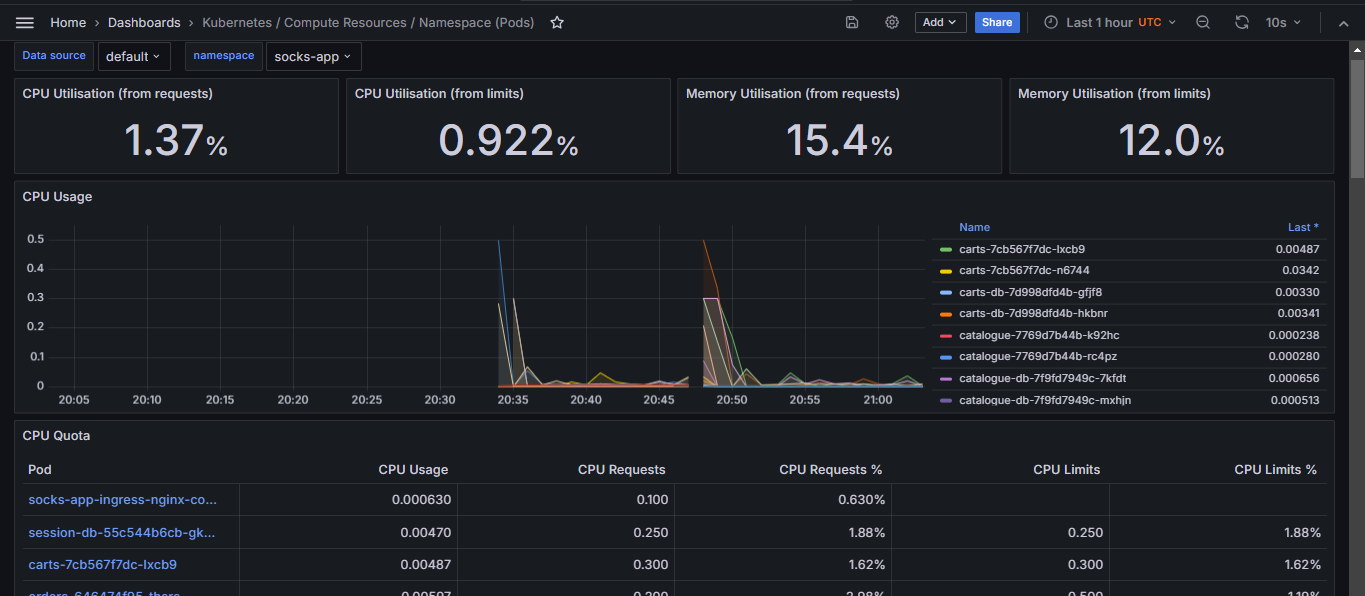 Home › Dashboards › Kubernetes / Compute Resources / Namespace (Pods) Add Share Last 1 hour UTC 10s
Data source default namespace socks-app
CPU Utilisation (from requests) CPU Utilisation (from limits) Memory Utilisation (from requests) Memory Utilisation (from limits)
1.37% 0.922% 15.4% 12.0%
CPU Usage
Name Last *
0.5
0.4
0.3
0.2
0.1
0
20:05 20:10 20:15 20:20 20:25 20:30 20:35 20:40 20:45 20:50 20:55 21:00
carts-7cb567f7dc-lxcb9 0.00487
carts-7cb567f7dc-n6744 0.0342
carts-db-7d998dfd4b-gfjf8 0.00330
carts-db-7d998dfd4b-hkbnr 0.00341
catalogue-7769d7b44b-k92hc 0.000238
catalogue-7769d7b44b-rc4pz 0.000280
catalogue-db-7f9fd7949c-7kfdt 0.000656
catalogue-db-7f9fd7949c-mxhjn 0.000513
CPU Quota
Pod CPU Usage CPU Requests CPU Requests % CPU Limits CPU Limits %
socks-app-ingress-nginx-co... 0.000630 0.100 0.630%
session-db-55c544b6cb-gk... 0.00470 0.250 1.88% 0.250 1.88%
carts-7cb567f7dc-lxcb9 0.00487 0.300 1.62% 0.300 1.62%